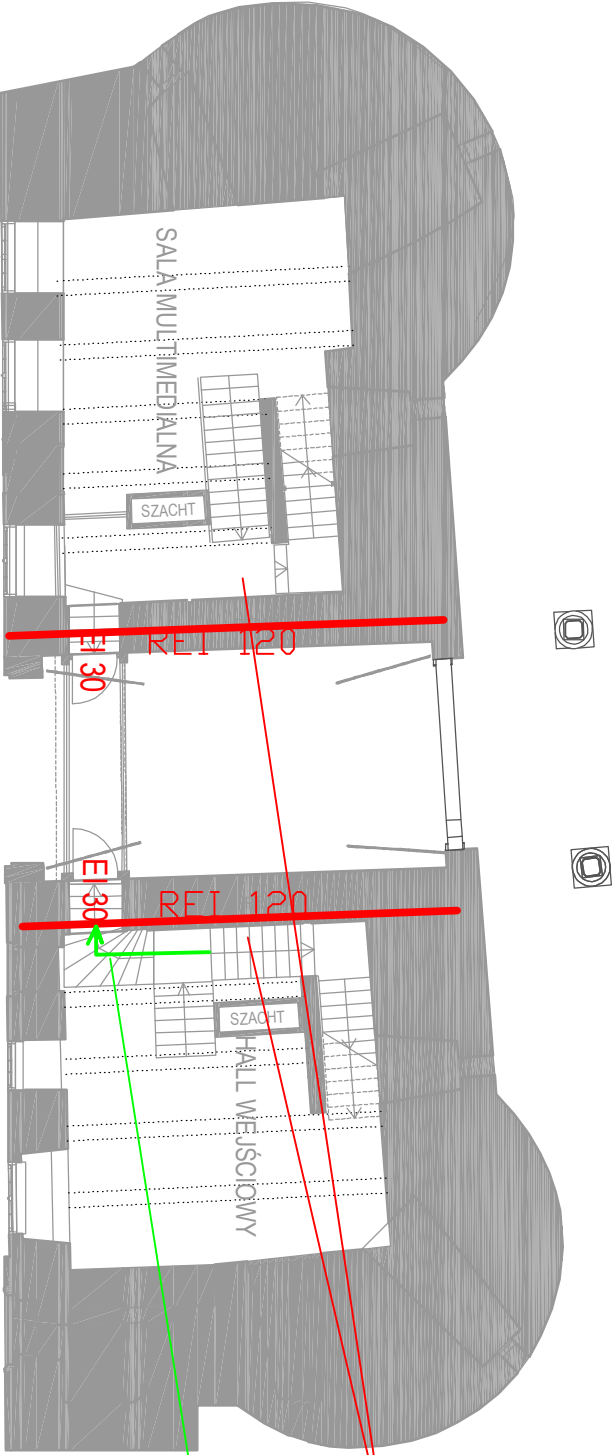 SALA MULTIMEDIALNA
SZACHT
EI 30
REI 120
EI 30
REI 120
SZACHT
HALL WEJŚCIOWY